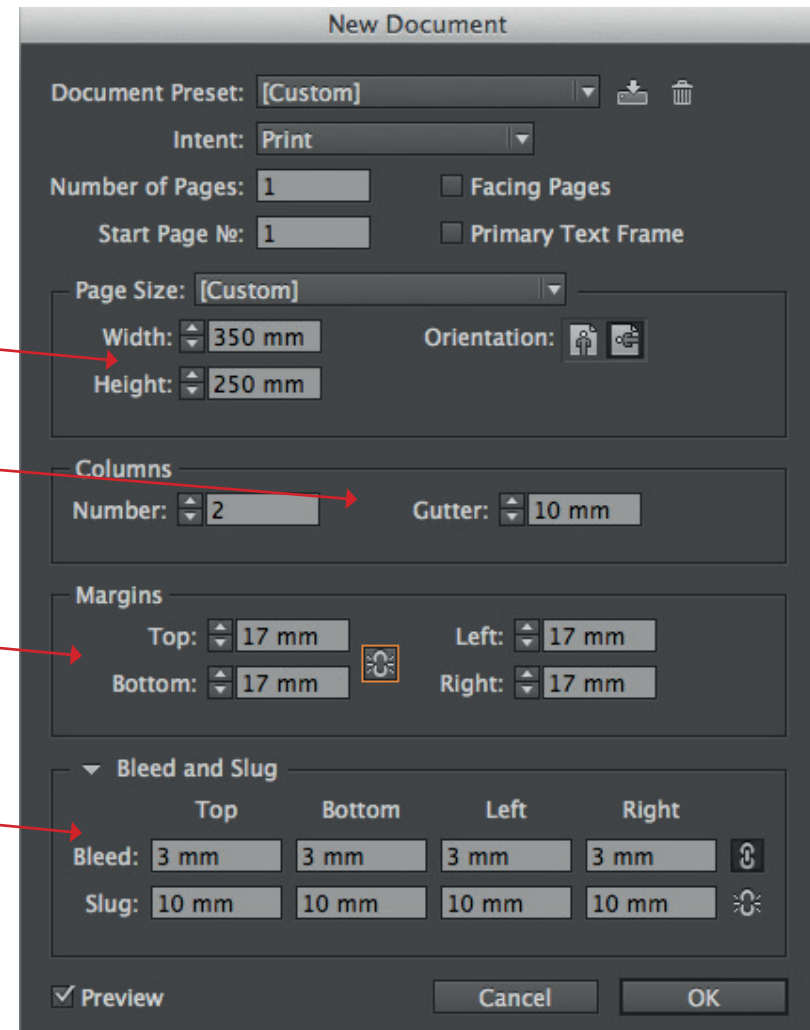 New Document
Document Preset: [Custom]
Intent: Print
Number of Pages: 1 Facing Pages
Start Page №: 1 Primary Text Frame
Page Size: [Custom]
Width: 350 mm Orientation:
Height: 250 mm
Columns
Number: 2 Gutter: 10 mm
Margins
Top: 17 mm Left: 17 mm
Bottom: 17 mm Right: 17 mm
Bleed and Slug
Top Bottom Left Right
Bleed: 3 mm 3 mm 3 mm 3 mm
Slug: 10 mm 10 mm 10 mm 10 mm
Preview Cancel OK